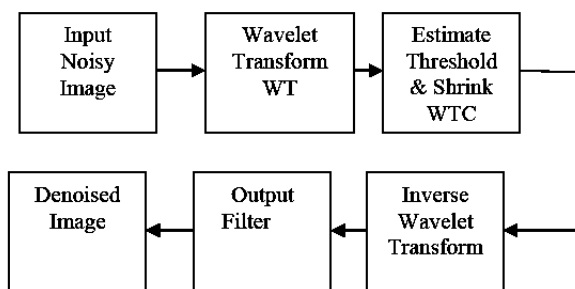 Input
Noisy
Image
Wavelet
Transform
WT
Estimate
Threshold
& Shrink
WTC
Inverse
Wavelet
Transform
Output
Filter
Denoised
Image